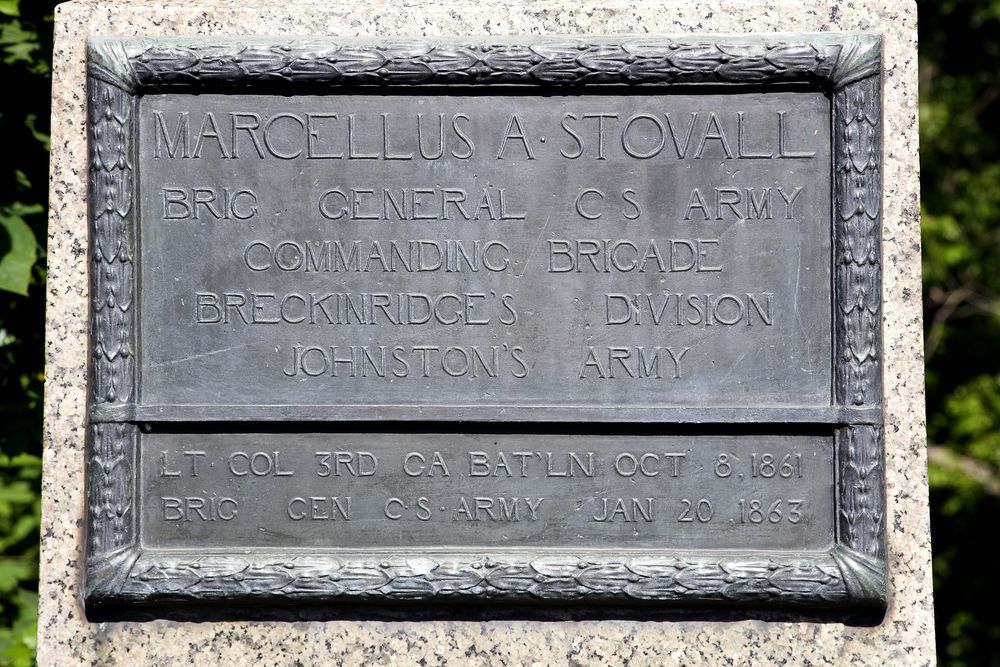 MARCELLUS A. STOVALL
BRIG GENERAL C S ARMY
COMMANDING BRIGADE
BRECKINRIDGE'S DIVISION
JOHNSTON'S ARMY
LT COL 3RD GA BAT'LN OCT 8, 1861
BRIG GEN C.S. ARMY JAN 20 1863